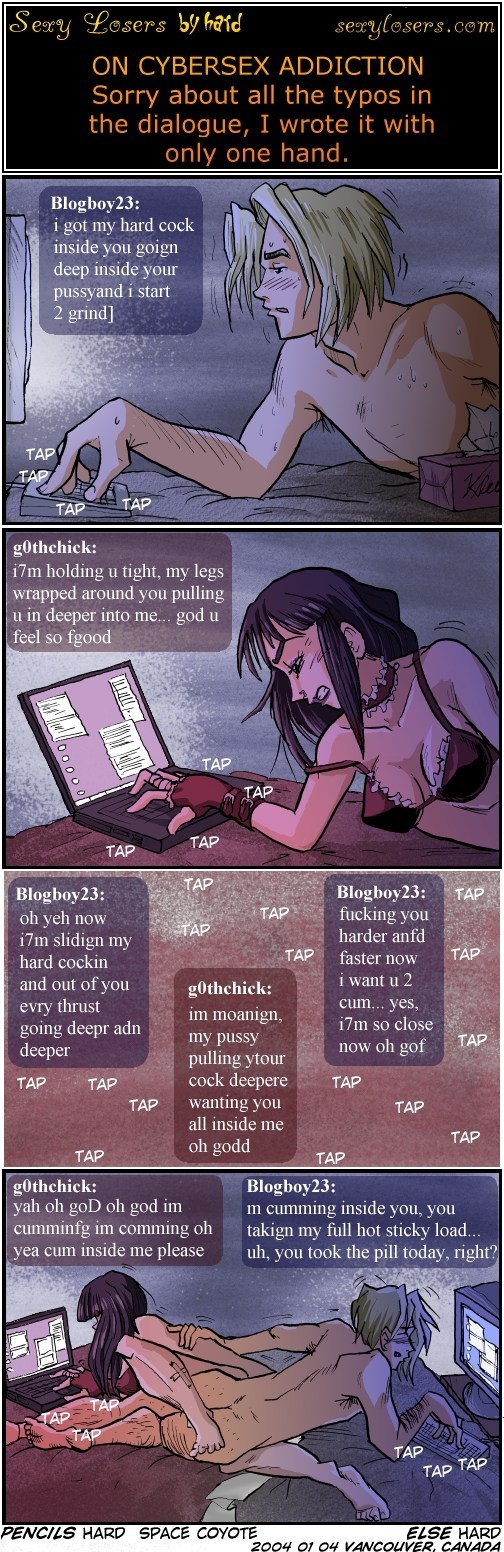 Sexy Losers by hard
sexylosers.com
ON CYBERSEX ADDICTION
Sorry about all the typos in
the dialogue, I wrote it with
only one hand.
Blogboy23:
i got my hard cock
inside you goign
deep inside your
pussyand i start
2 grind]
TAP
TAP
TAP
TAP
g0thchick:
i7m holding u tight, my legs
wrapped around you pulling
u in deeper into me... god u
feel so fgood
TAP
TAP
TAP
TAP
Blogboy23:
oh yeh now
i7m slidign my
hard cockin
and out of you
evry thrust
going deepr adn
deeper
TAP
TAP
TAP
TAP
g0thchick:
im moanign,
my pussy
pulling ytour
cock deepere
wanting you
all inside me
oh godd
Blogboy23:
fucking you
harder anfd
faster now
i want u 2
cum... yes,
i7m so close
now oh gof
TAP
TAP
TAP
TAP
TAP
TAP
TAP
TAP
TAP
TAP
TAP
g0thchick:
yah oh goD oh god im
cumminfg im comming oh
yea cum inside me please
Blogboy23:
m cumming inside you, you
takign my full hot sticky load...
uh, you took the pill today, right?
TAP
TAP
TAP
TAP
TAP
TAP
PENCILS HARD SPACE COYOTE
ELSE HARD
2004 01 04 VANCOUVER, CANADA